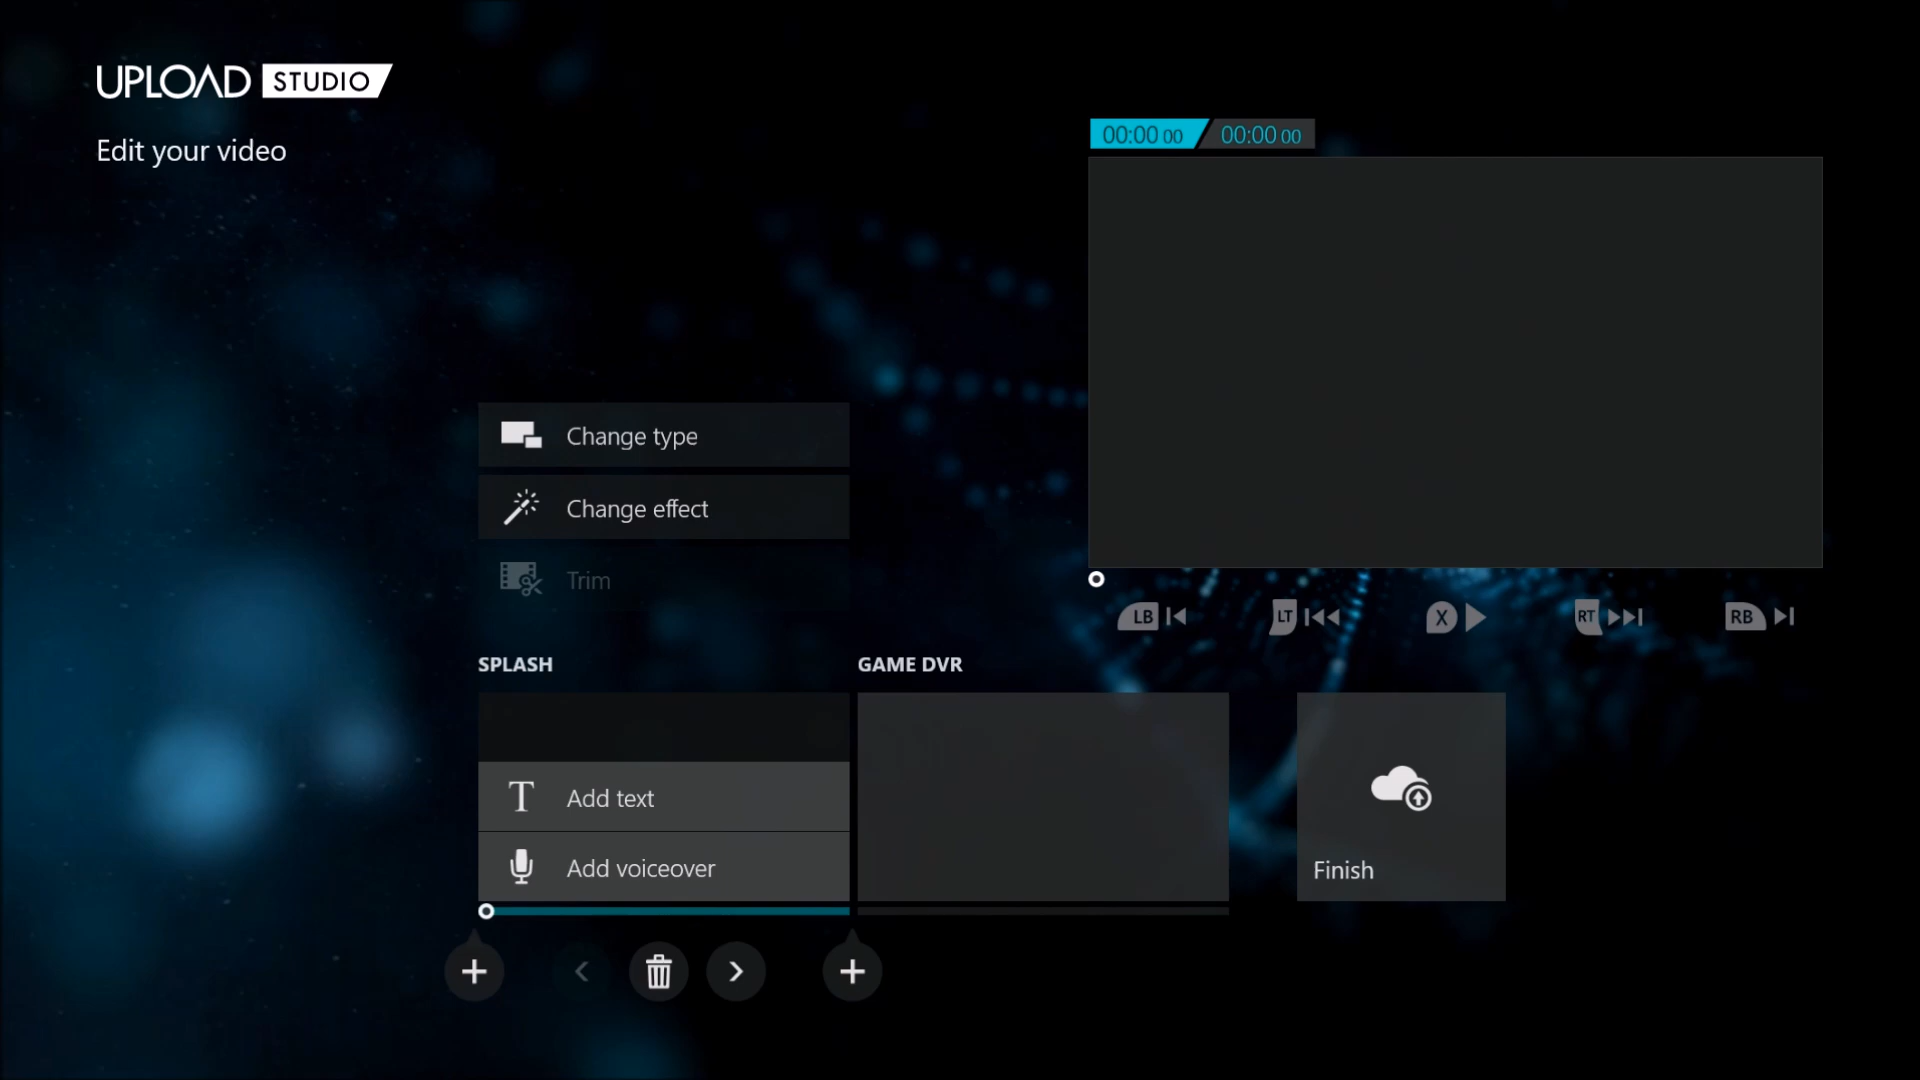 UPLOAD STUDIO
Edit your video
00:00 00 00:00 00
Change type
Change effect
Trim
LB LT X RT RB
SPLASH
GAME DVR
Add text
Add voiceover
Finish